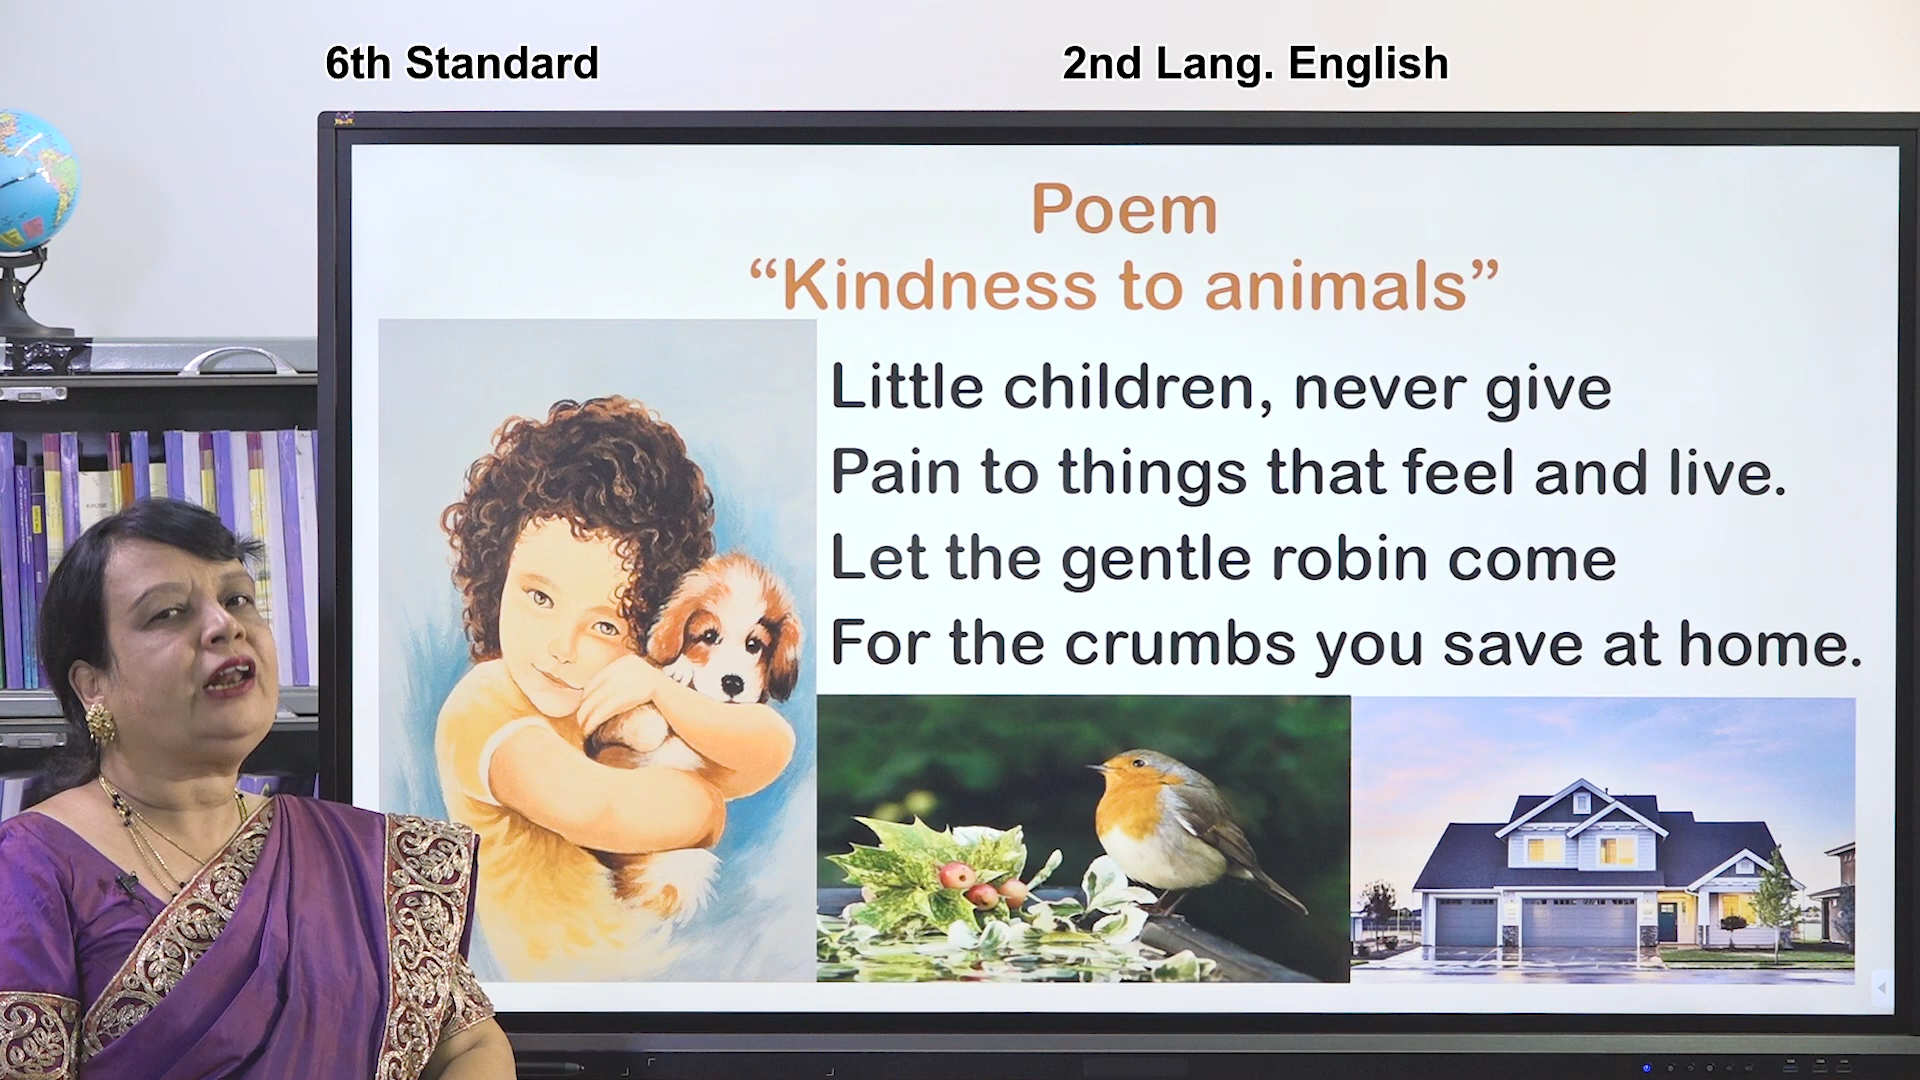 6th Standard
2nd Lang. English
Poem
“Kindness to animals”
Little children, never give
Pain to things that feel and live.
Let the gentle robin come
For the crumbs you save at home.